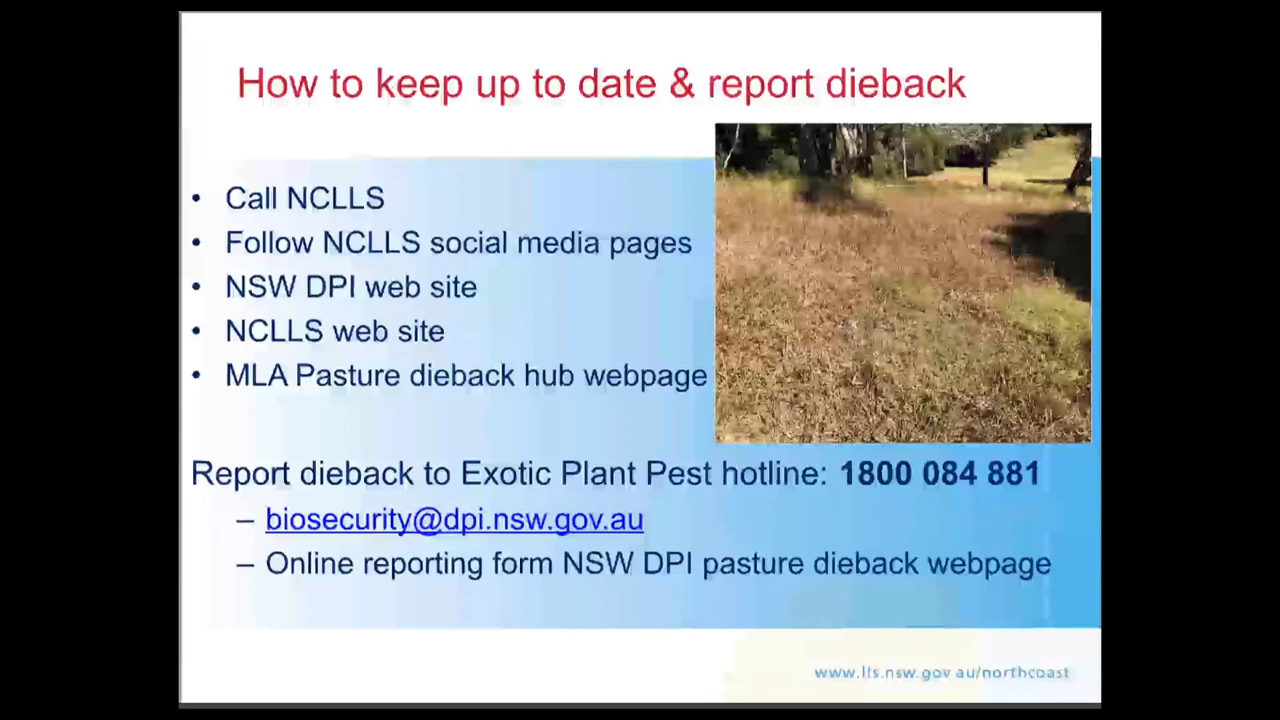 How to keep up to date & report dieback
• Call NCLLS
• Follow NCLLS social media pages
• NSW DPI web site
• NCLLS web site
• MLA Pasture dieback hub webpage
Report dieback to Exotic Plant Pest hotline: 1800 084 881
– biosecurity@dpi.nsw.gov.au
– Online reporting form NSW DPI pasture dieback webpage
www.lls.nsw.gov.au/northcoast